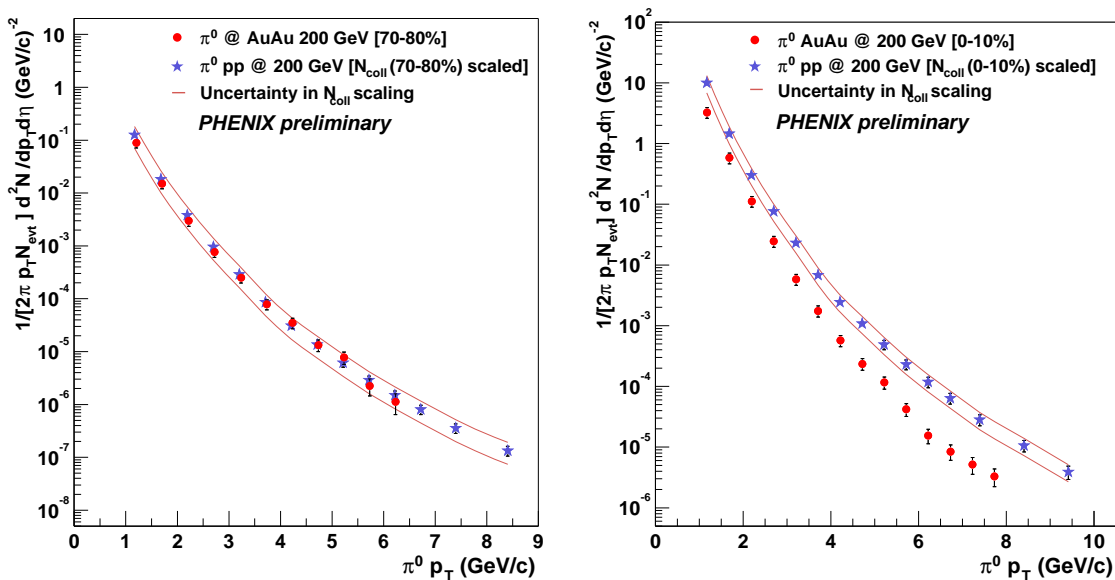 π⁰ @ AuAu 200 GeV [70-80%]
π⁰ pp @ 200 GeV [N_coll (70-80%) scaled]
Uncertainty in N_coll scaling
PHENIX preliminary
1/[2π p_T N_evt] d²N/dp_T dη (GeV/c)⁻²
10²
10
1
10⁻¹
10⁻²
10⁻³
10⁻⁴
10⁻⁵
10⁻⁶
10⁻⁷
10⁻⁸
0 1 2 3 4 5 6 7 8 9
π⁰ p_T (GeV/c)
π⁰ AuAu @ 200 GeV [0-10%]
π⁰ pp @ 200 GeV [N_coll (0-10%) scaled]
Uncertainty in N_coll scaling
PHENIX preliminary
1/[2π p_T N_evt] d²N/dp_T dη (GeV/c)⁻²
10²
10
1
10⁻¹
10⁻²
10⁻³
10⁻⁴
10⁻⁵
10⁻⁶
0 2 4 6 8 10
π⁰ p_T (GeV/c)